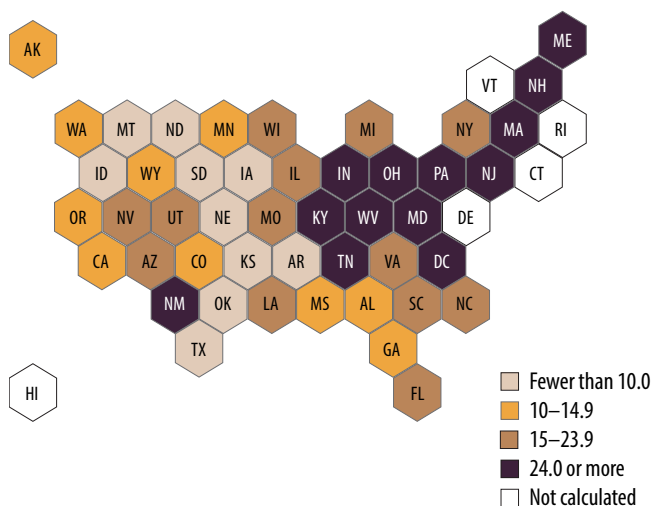 ME
AK
VT NH
WA MT ND MN WI MI NY MA RI
ID WY SD IA IL IN OH PA NJ CT
OR NV UT NE MO KY WV MD DE
CA AZ CO KS AR TN VA DC
NM OK LA MS AL SC NC
TX GA
HI FL
Fewer than 10.0
10–14.9
15–23.9
24.0 or more
Not calculated